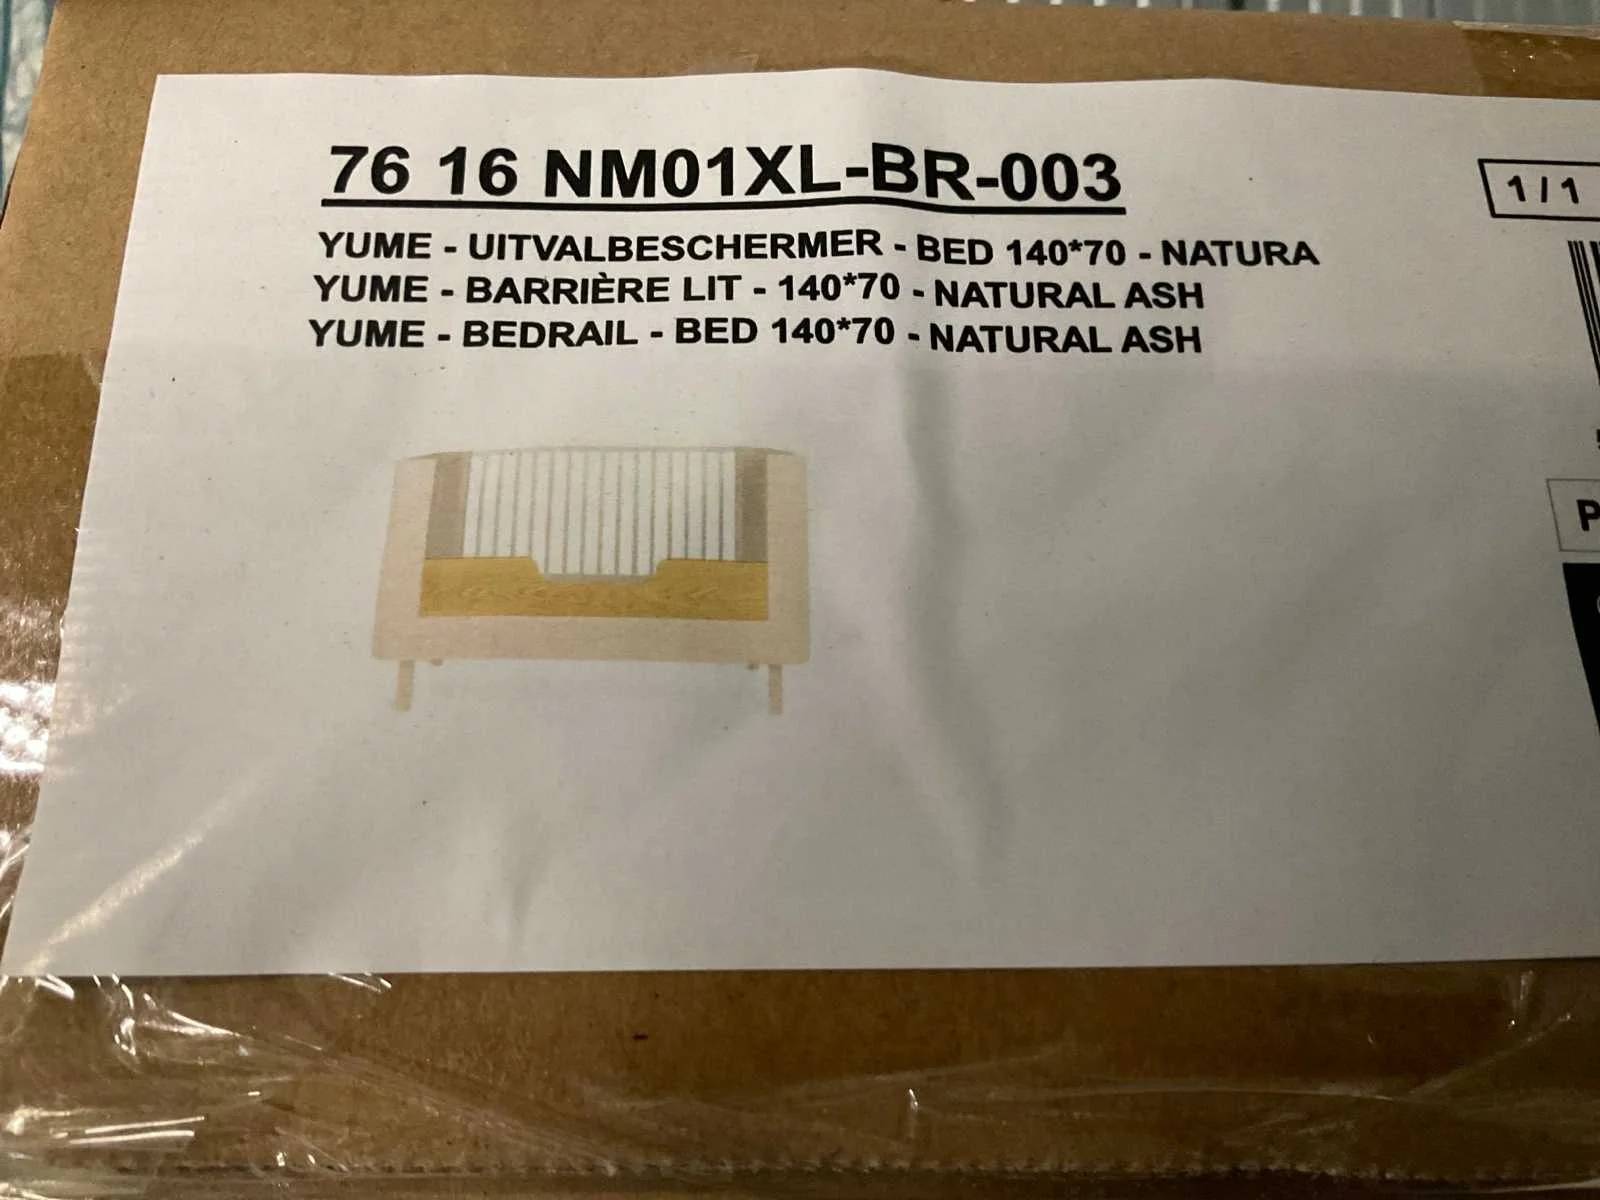 76 16 NM01XL-BR-003
1 / 1
YUME - UITVALBESCHERMER - BED 140*70 - NATURA
YUME - BARRIÈRE LIT - 140*70 - NATURAL ASH
YUME - BEDRAIL - BED 140*70 - NATURAL ASH
P